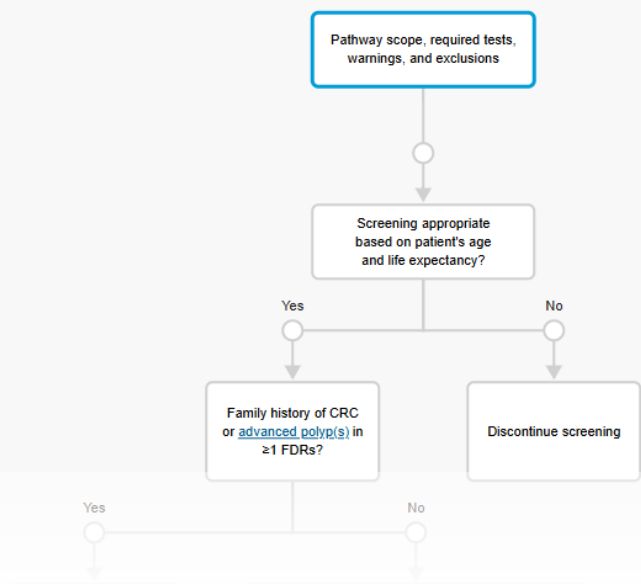 Pathway scope, required tests,
warnings, and exclusions
Screening appropriate
based on patient's age
and life expectancy?
Yes
No
Family history of CRC
or advanced polyp(s) in
≥1 FDRs?
Discontinue screening
Yes
No